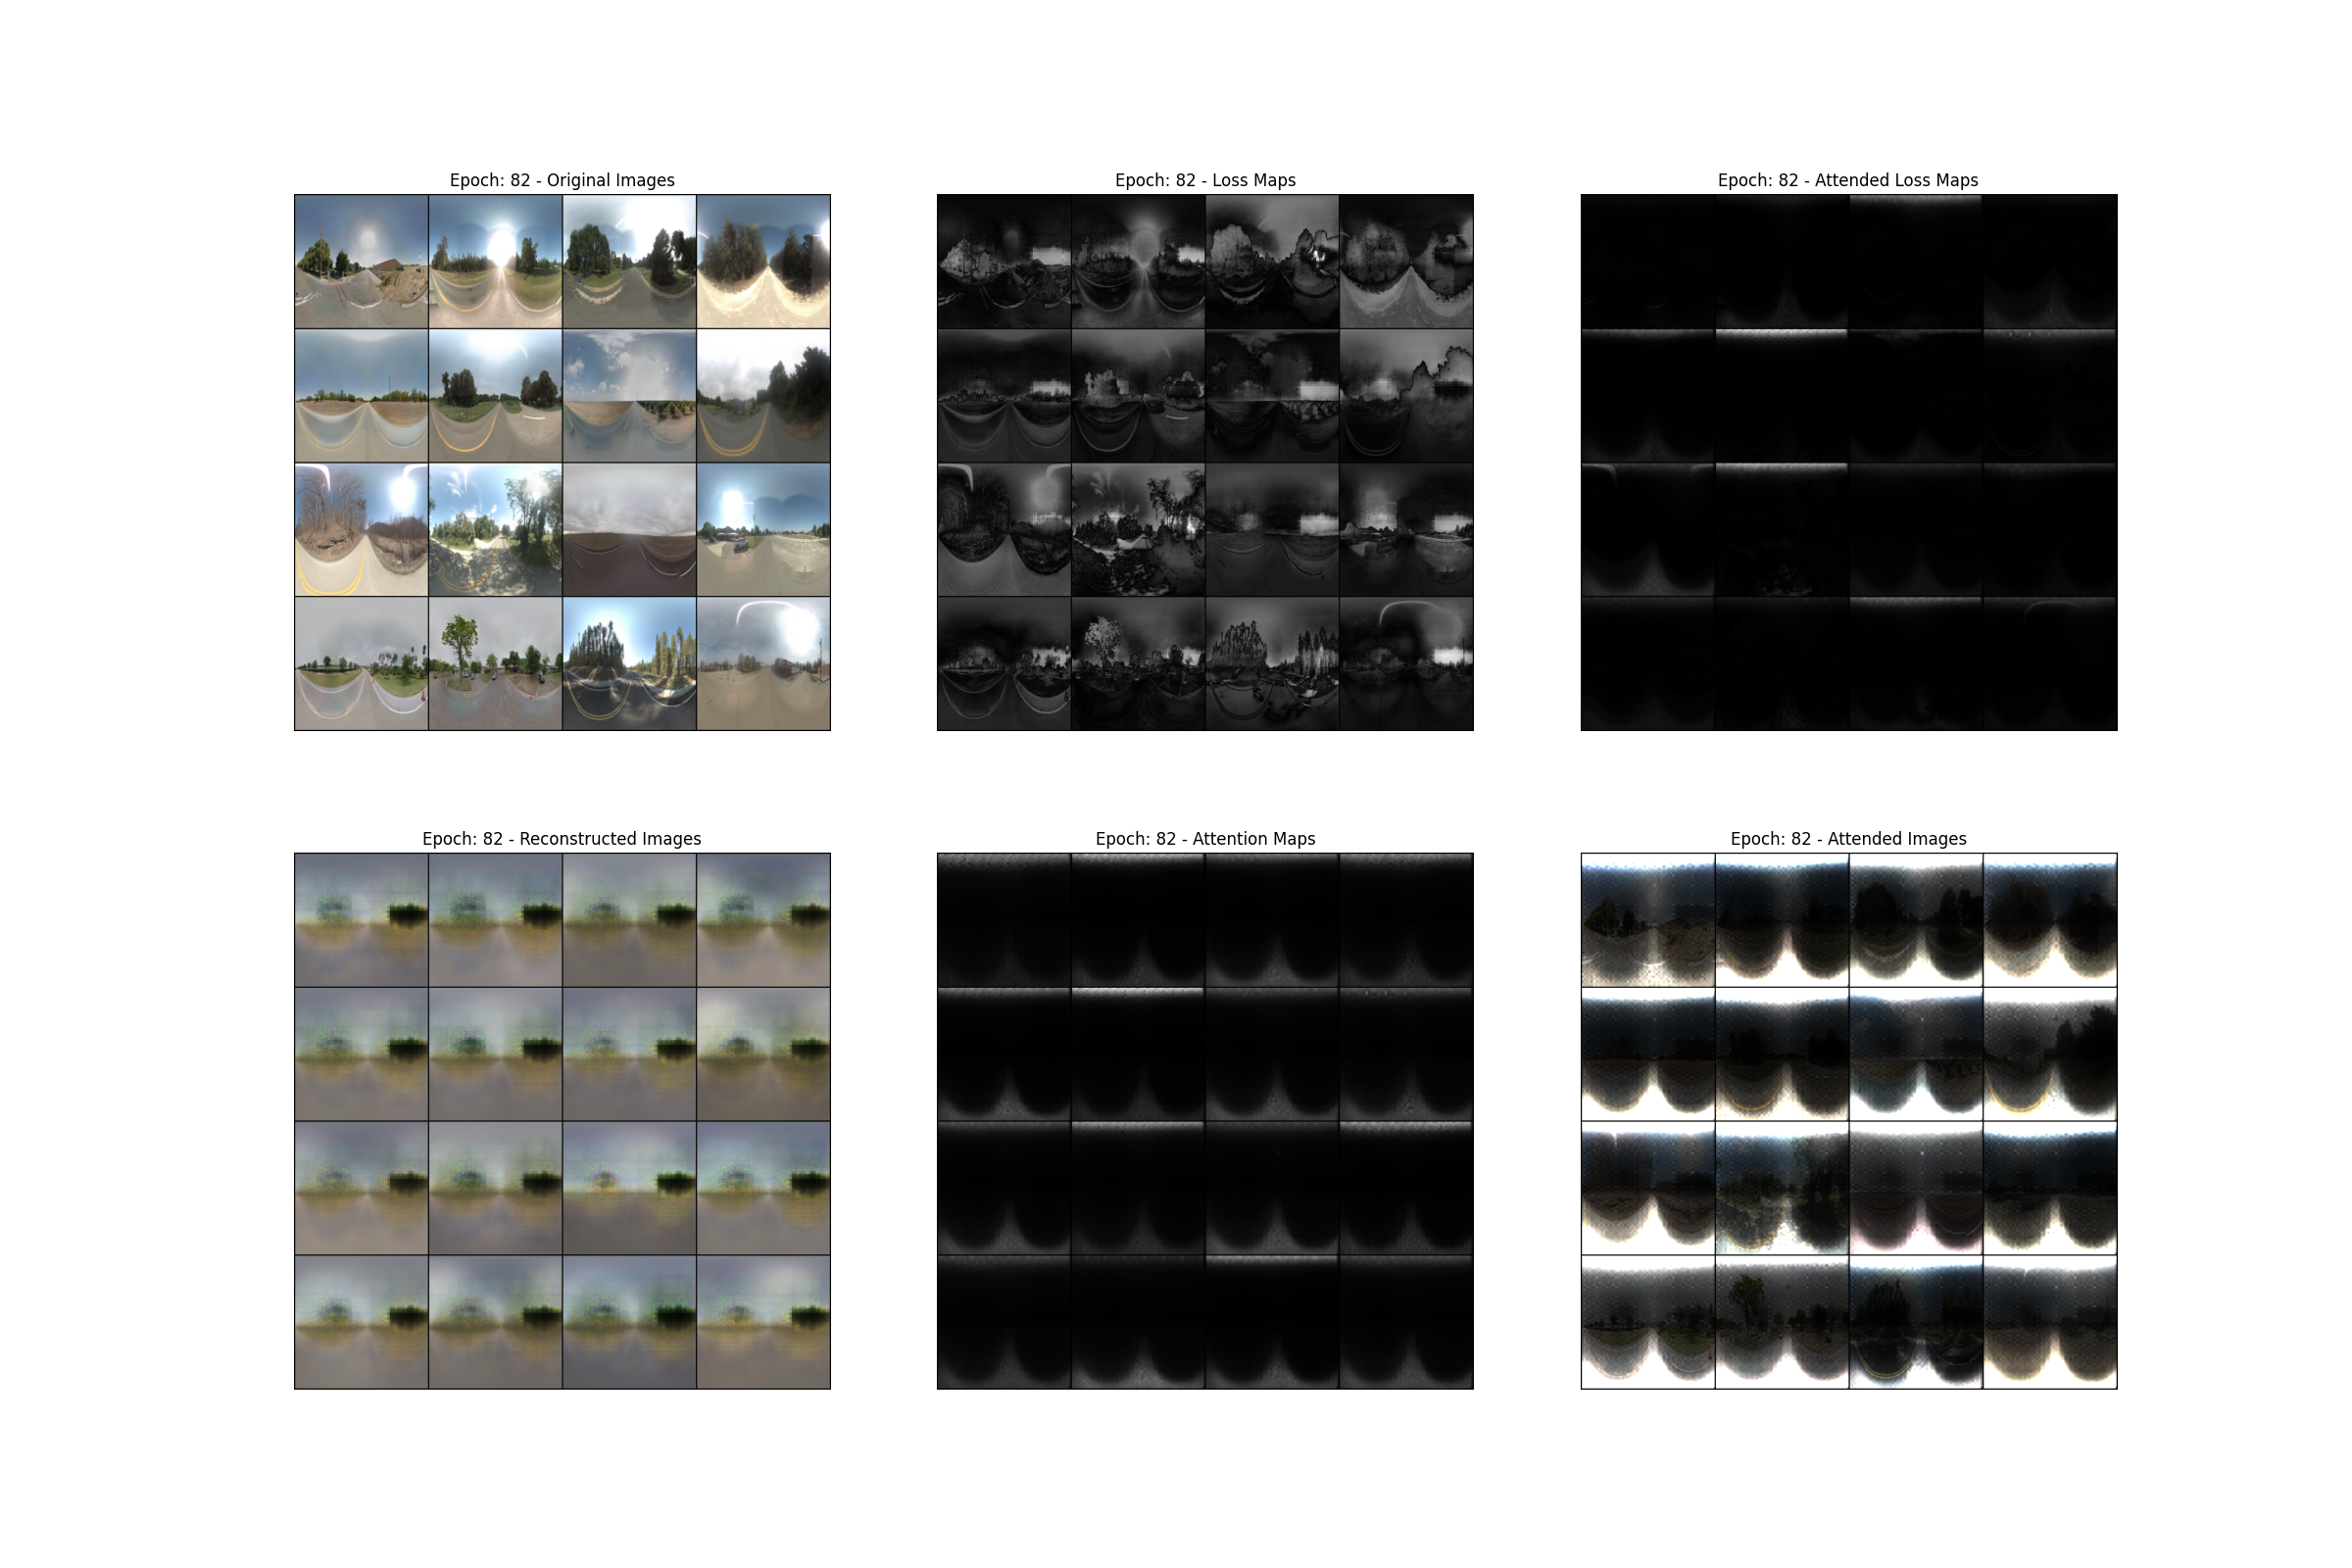 Epoch: 82 - Original Images
Epoch: 82 - Loss Maps
Epoch: 82 - Attended Loss Maps
Epoch: 82 - Reconstructed Images
Epoch: 82 - Attention Maps
Epoch: 82 - Attended Images